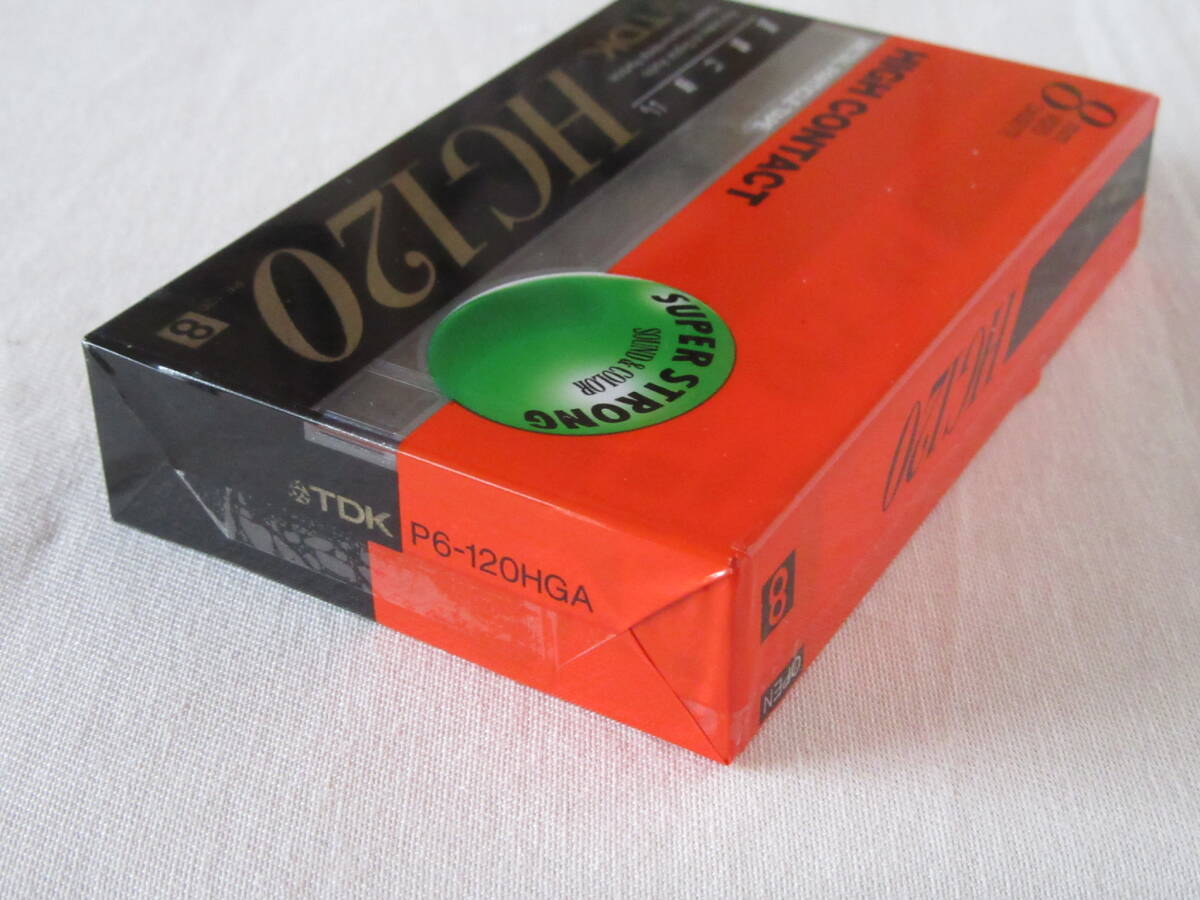 TDK
HG120
8
HIGH CONTACT
8
SUPER STRONG
SOUND & COLOR
TDK
P6-120HGA
HG120
8
OPEN